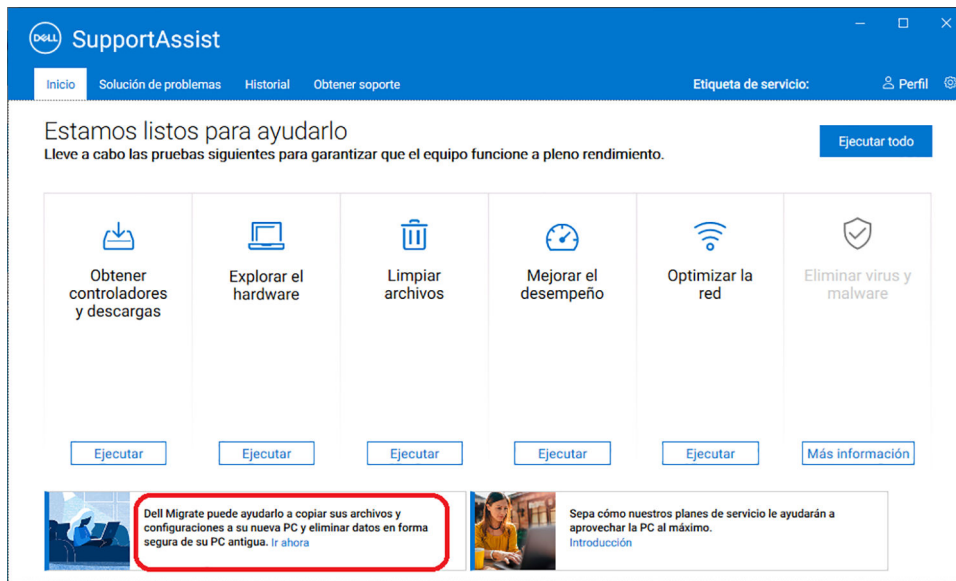 DELL SupportAssist
Inicio Solución de problemas Historial Obtener soporte Etiqueta de servicio: Perfil
Estamos listos para ayudarlo
Lleve a cabo las pruebas siguientes para garantizar que el equipo funcione a pleno rendimiento.
Ejecutar todo
Obtener
controladores
y descargas
Explorar el
hardware
Limpiar
archivos
Mejorar el
desempeño
Optimizar la
red
Eliminar virus y
malware
Ejecutar Ejecutar Ejecutar Ejecutar Ejecutar Más información
Dell Migrate puede ayudarlo a copiar sus archivos y
configuraciones a su nueva PC y eliminar datos en forma
segura de su PC antigua. Ir ahora
Sepa cómo nuestros planes de servicio le ayudarán a
aprovechar la PC al máximo.
Introducción